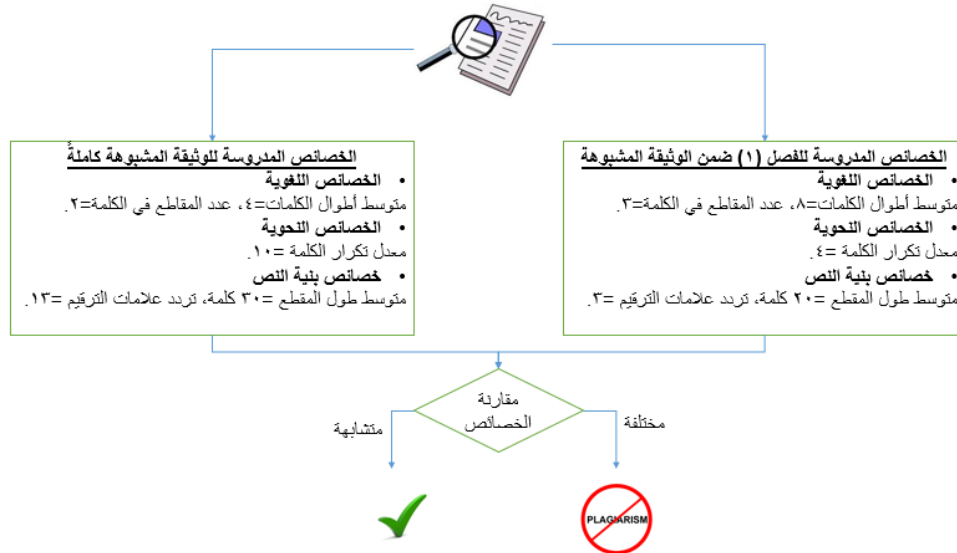 الخصائص المدروسة للفصل (١) ضمن الوثيقة المشبوهة
• الخصائص اللغوية
متوسط أطوال الكلمات=٨، عدد المقاطع في الكلمة=٣.
• الخصائص النحوية
معدل تكرار الكلمة =٤.
• خصائص بنية النص
متوسط طول المقطع =٢٠ كلمة، تردد علامات الترقيم =٣.
الخصائص المدروسة للوثيقة المشبوهة كاملةً
• الخصائص اللغوية
متوسط أطوال الكلمات=٤، عدد المقاطع في الكلمة=٢.
• الخصائص النحوية
معدل تكرار الكلمة =١٠.
• خصائص بنية النص
متوسط طول المقطع =٣٠ كلمة، تردد علامات الترقيم =١٣.
مقارنة
الخصائص
مختلفة
متشابهة
PLAGIARISM